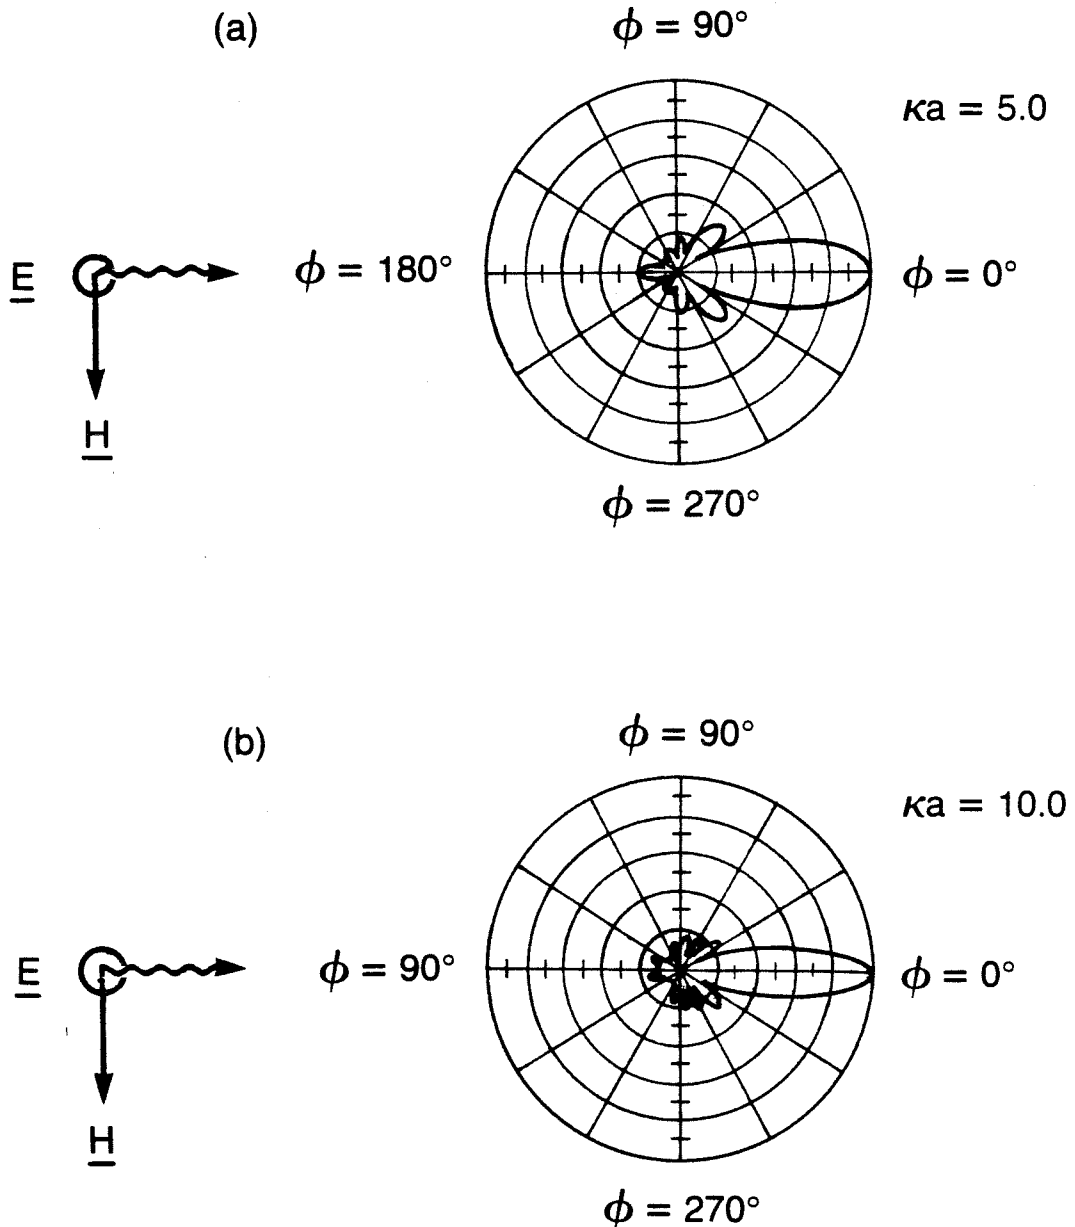 (a)
ϕ = 90°
κa = 5.0
E
ϕ = 180°
ϕ = 0°
H
ϕ = 270°
(b)
ϕ = 90°
κa = 10.0
E
ϕ = 90°
ϕ = 0°
H
ϕ = 270°